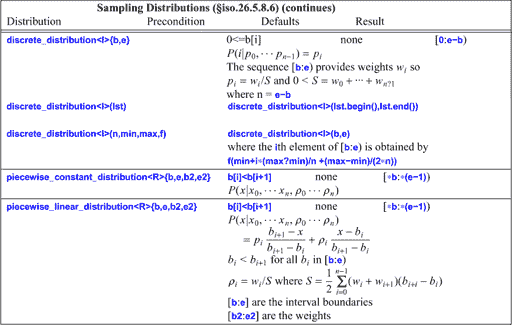 Sampling Distributions (§iso.26.5.8.6) (continues)
Distribution Precondition Defaults Result
discrete_distribution<I>{b,e} 0<=b[i] none [0:e−b)
P(i|p₀, ⋯ pₙ₋₁) = pᵢ
The sequence [b:e) provides weights wᵢ so
pᵢ = wᵢ/S and 0 < S = w₀ + ⋯ + wₙ?₁
where n = e−b
discrete_distribution<I>(lst) discrete_distribution<I>(lst.begin(),lst.end())
discrete_distribution<I>(n,min,max,f) discrete_distribution<I>(b,e)
where the ith element of [b:e) is obtained by
f(min+i∗(max?min)/n +(max−min)/(2∗n))
piecewise_constant_distribution<R>{b,e,b2,e2} b[i]<b[i+1] none [∗b:∗(e−1))
P(x|x₀, ⋯ xₙ, ρ₀ ⋯ ρₙ)
piecewise_linear_distribution<R>{b,e,b2,e2} b[i]<b[i+1] none [∗b:∗(e−1))
P(x|x₀, ⋯ xₙ, ρ₀ ⋯ ρₙ)
= pᵢ (bᵢ₊₁ − x)/(bᵢ₊₁ − bᵢ) + ρᵢ (x − bᵢ)/(bᵢ₊₁ − bᵢ)
bᵢ < bᵢ₊₁ for all bᵢ in [b:e)
ρᵢ = wᵢ/S where S = 1/2 ∑ᵢ₌₀ⁿ⁻¹ (wᵢ + wᵢ₊₁)(bᵢ₊ᵢ − bᵢ)
[b:e] are the interval boundaries
[b2:e2] are the weights